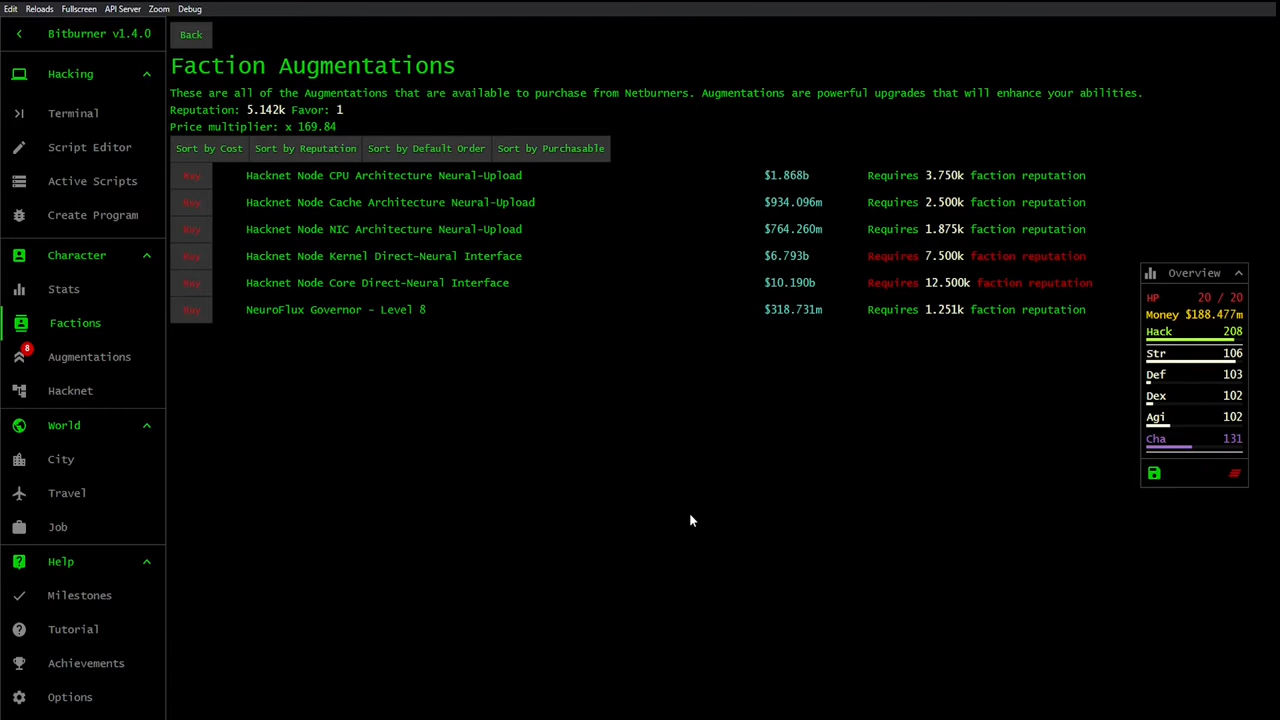 Edit Reloads Fullscreen API Server Zoom Debug
Bitburner v1.4.0
Hacking
Terminal
Script Editor
Active Scripts
Create Program
Character
Stats
Factions
8
Augmentations
Hacknet
World
City
Travel
Job
Help
Milestones
Tutorial
Achievements
Options
Back
Faction Augmentations
These are all of the Augmentations that are available to purchase from Netburners. Augmentations are powerful upgrades that will enhance your abilities.
Reputation: 5.142k Favor: 1
Price multiplier: x 169.84
Sort by Cost Sort by Reputation Sort by Default Order Sort by Purchasable
Buy Hacknet Node CPU Architecture Neural-Upload $1.868b Requires 3.750k faction reputation
Buy Hacknet Node Cache Architecture Neural-Upload $934.096m Requires 2.500k faction reputation
Buy Hacknet Node NIC Architecture Neural-Upload $764.260m Requires 1.875k faction reputation
Buy Hacknet Node Kernel Direct-Neural Interface $6.793b Requires 7.500k faction reputation
Buy Hacknet Node Core Direct-Neural Interface $10.190b Requires 12.500k faction reputation
Buy NeuroFlux Governor - Level 8 $318.731m Requires 1.251k faction reputation
Overview
HP 20 / 20
Money $188.477m
Hack 208
Str 106
Def 103
Dex 102
Agi 102
Cha 131